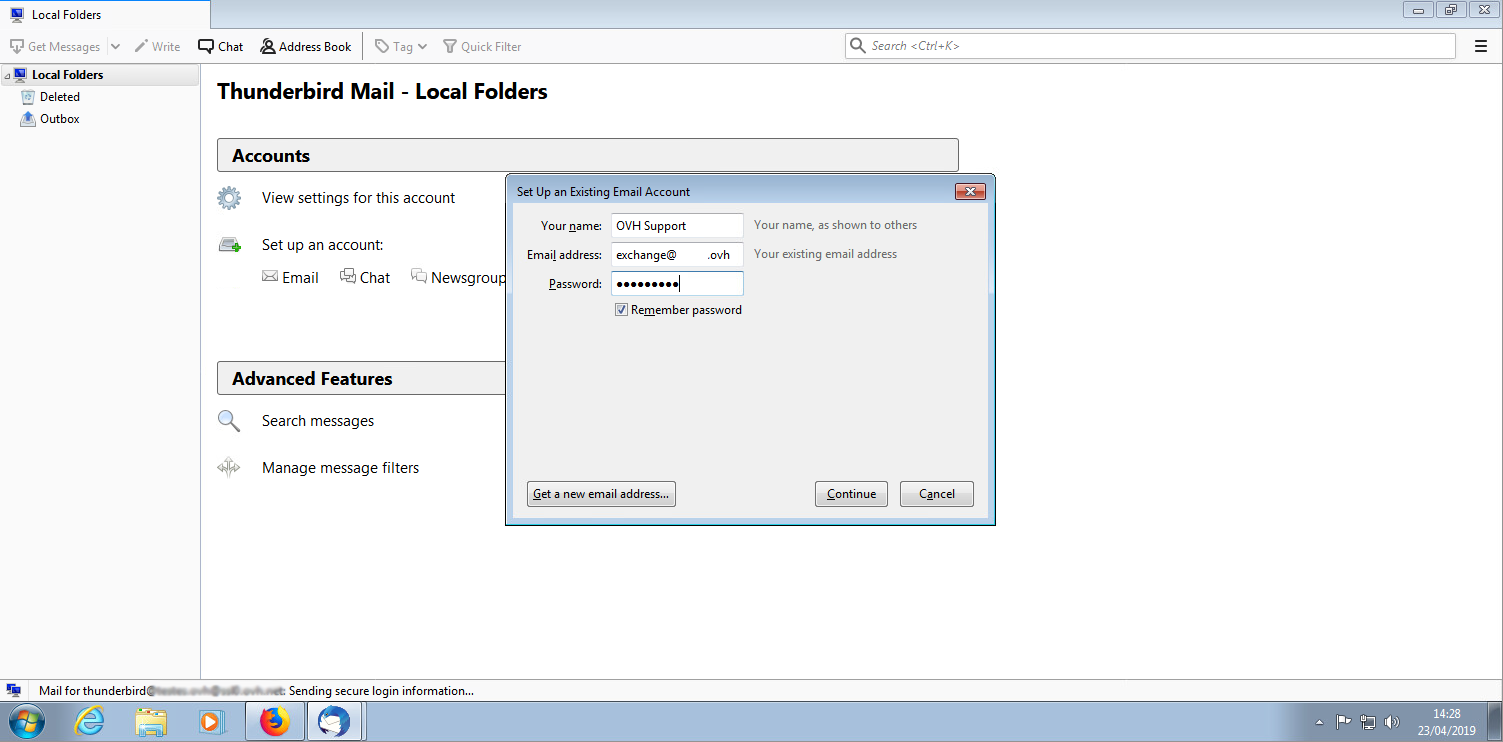 Local Folders
Get Messages Write Chat Address Book Tag Quick Filter Search <Ctrl+K>
Local Folders
Deleted
Outbox
Thunderbird Mail - Local Folders
Accounts
View settings for this account
Set up an account:
Email Chat Newsgroup
Advanced Features
Search messages
Manage message filters
Set Up an Existing Email Account
Your name: OVH Support Your name, as shown to others
Email address: exchange@ .ovh Your existing email address
Password: •••••••••
Remember password
Get a new email address... Continue Cancel
Mail for thunderbird@ : Sending secure login information...
14:28
23/04/2019